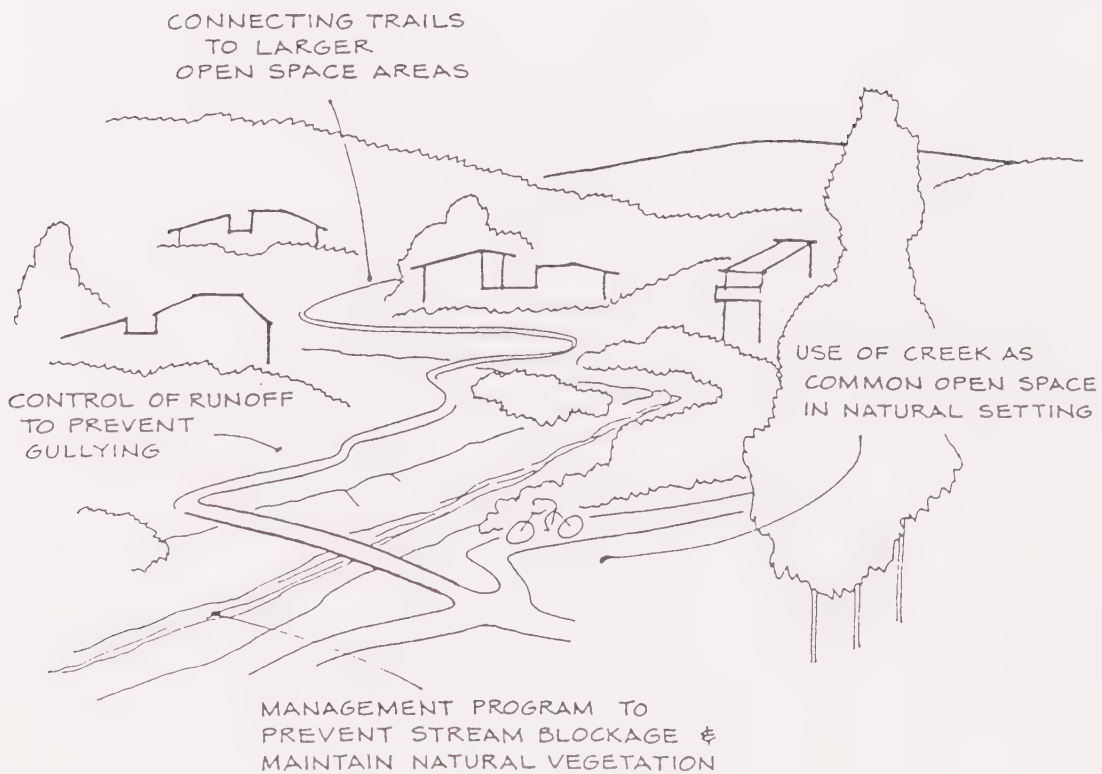 CONNECTING TRAILS
TO LARGER
OPEN SPACE AREAS
USE OF CREEK AS
COMMON OPEN SPACE
IN NATURAL SETTING
CONTROL OF RUNOFF
TO PREVENT
GULLYING
MANAGEMENT PROGRAM TO
PREVENT STREAM BLOCKAGE &
MAINTAIN NATURAL VEGETATION